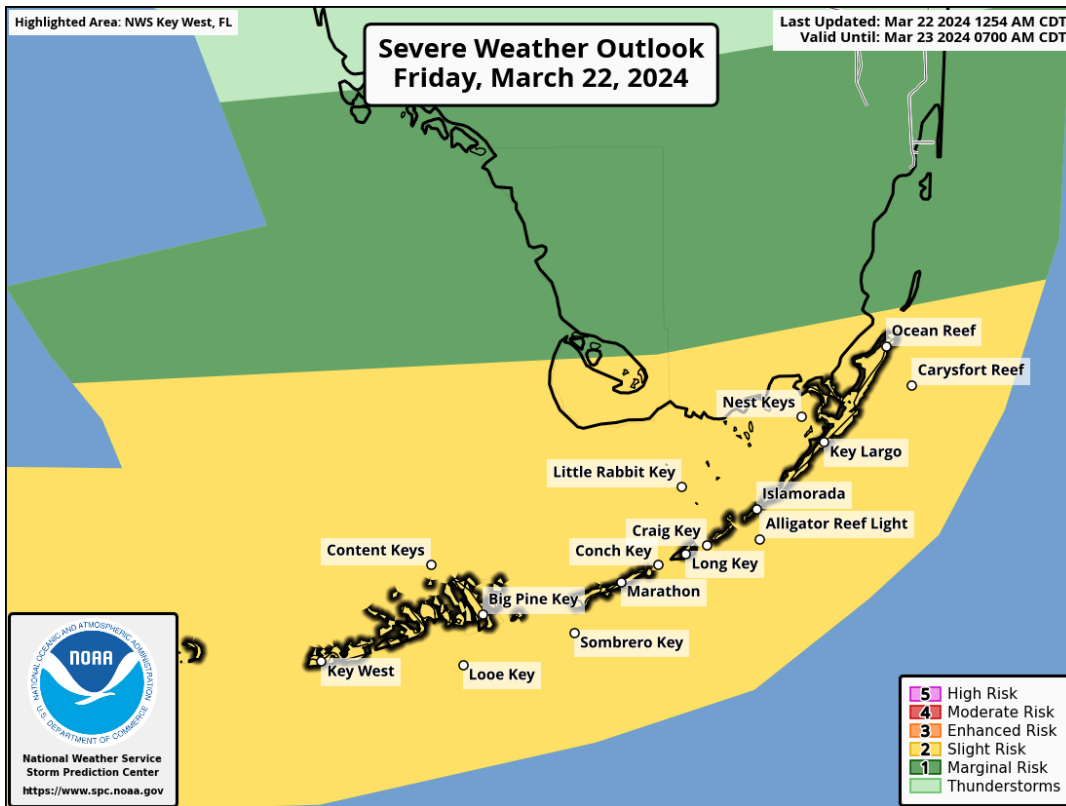 Highlighted Area: NWS Key West, FL
Last Updated: Mar 22 2024 1254 AM CDT
Valid Until: Mar 23 2024 0700 AM CDT
Severe Weather Outlook
Friday, March 22, 2024
Ocean Reef
Carysfort Reef
Nest Keys
Key Largo
Little Rabbit Key
Islamorada
Alligator Reef Light
Craig Key
Long Key
Conch Key
Content Keys
Marathon
Big Pine Key
Sombrero Key
Key West
Looe Key
NATIONAL OCEANIC AND ATMOSPHERIC ADMINISTRATION
NOAA
U.S. DEPARTMENT OF COMMERCE
National Weather Service
Storm Prediction Center
https://www.spc.noaa.gov
5 High Risk
4 Moderate Risk
3 Enhanced Risk
2 Slight Risk
1 Marginal Risk
Thunderstorms